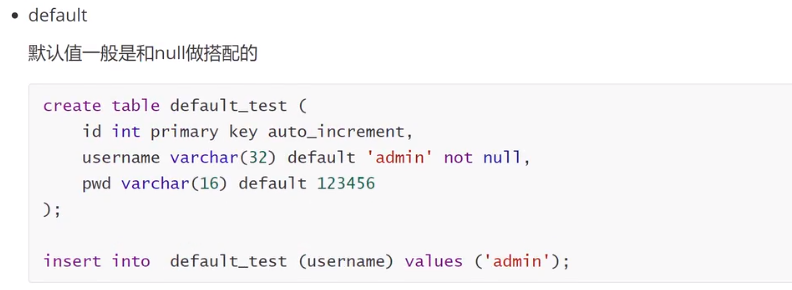 default
默认值一般是和null做搭配的
create table default_test (
    id int primary key auto_increment,
    username varchar(32) default 'admin' not null,
    pwd varchar(16) default 123456
);
insert into  default_test (username) values ('admin');